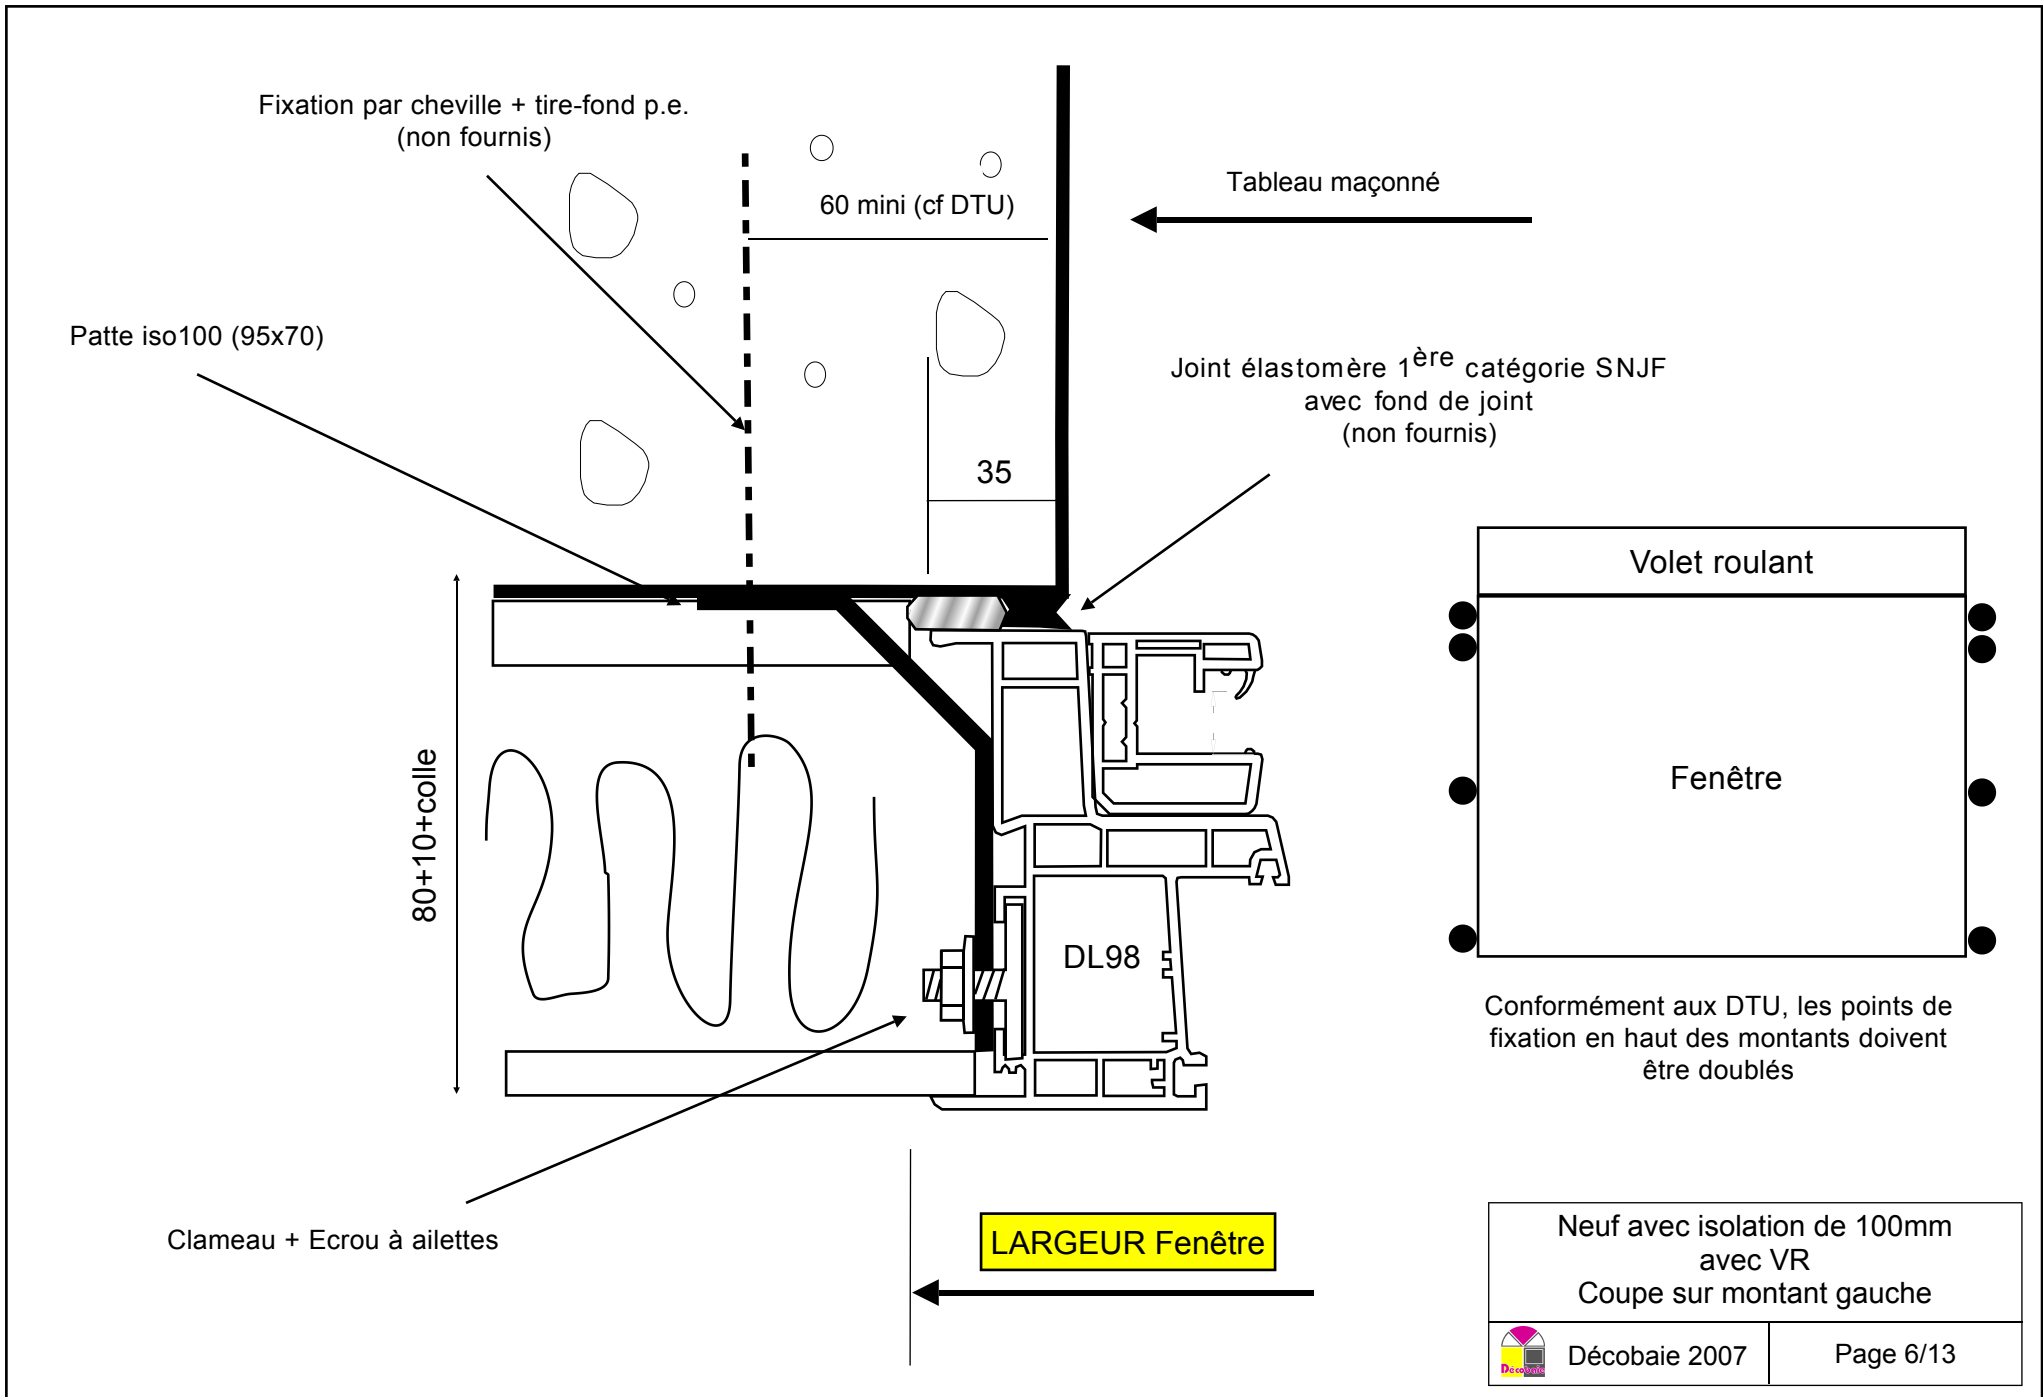 Fixation par cheville + tire-fond p.e.
(non fournis)
60 mini (cf DTU)
Tableau maçonné
Patte iso100 (95x70)
Joint élastomère 1ère catégorie SNJF
avec fond de joint
(non fournis)
35
Volet roulant
Fenêtre
80+10+colle
DL98
Conformément aux DTU, les points de
fixation en haut des montants doivent
être doublés
Clameau + Ecrou à ailettes
LARGEUR Fenêtre
Neuf avec isolation de 100mm
avec VR
Coupe sur montant gauche
Décobaie
Décobaie 2007
Page 6/13